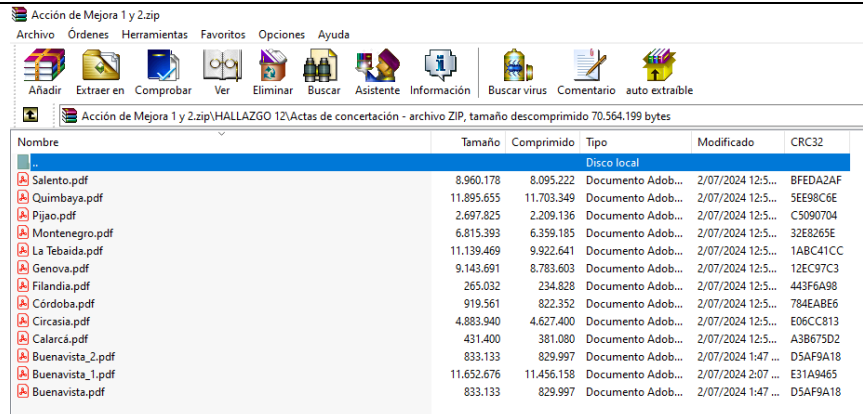 Acción de Mejora 1 y 2.zip
Archivo Órdenes Herramientas Favoritos Opciones Ayuda
Añadir Extraer en Comprobar Ver Eliminar Buscar Asistente Información Buscar virus Comentario auto extraíble
Acción de Mejora 1 y 2.zip\HALLAZGO 12\Actas de concertación - archivo ZIP, tamaño descomprimido 70.564.199 bytes
Nombre Tamaño Comprimido Tipo Modificado CRC32
.. Disco local
Salento.pdf 8.960.178 8.095.222 Documento Adob... 2/07/2024 12:5... BFEDA2AF
Quimbaya.pdf 11.895.655 11.703.349 Documento Adob... 2/07/2024 12:5... 5EE98C6E
Pijao.pdf 2.697.825 2.209.136 Documento Adob... 2/07/2024 12:5... C5090704
Montenegro.pdf 6.815.393 6.359.185 Documento Adob... 2/07/2024 12:5... 32E8265E
La Tebaida.pdf 11.139.469 9.922.641 Documento Adob... 2/07/2024 12:5... 1ABC41CC
Genova.pdf 9.143.691 8.783.603 Documento Adob... 2/07/2024 12:5... 12EC97C3
Filandia.pdf 265.032 234.828 Documento Adob... 2/07/2024 12:5... 443F6A98
Córdoba.pdf 919.561 822.352 Documento Adob... 2/07/2024 12:5... 784EABE6
Circasia.pdf 4.883.940 4.627.400 Documento Adob... 2/07/2024 12:5... E06CC813
Calarcá.pdf 431.400 381.080 Documento Adob... 2/07/2024 12:5... A3B675D2
Buenavista_2.pdf 833.133 829.997 Documento Adob... 2/07/2024 1:47 ... D5AF9A18
Buenavista_1.pdf 11.652.676 11.456.158 Documento Adob... 2/07/2024 2:07 ... E31A9465
Buenavista.pdf 833.133 829.997 Documento Adob... 2/07/2024 1:47 ... D5AF9A18